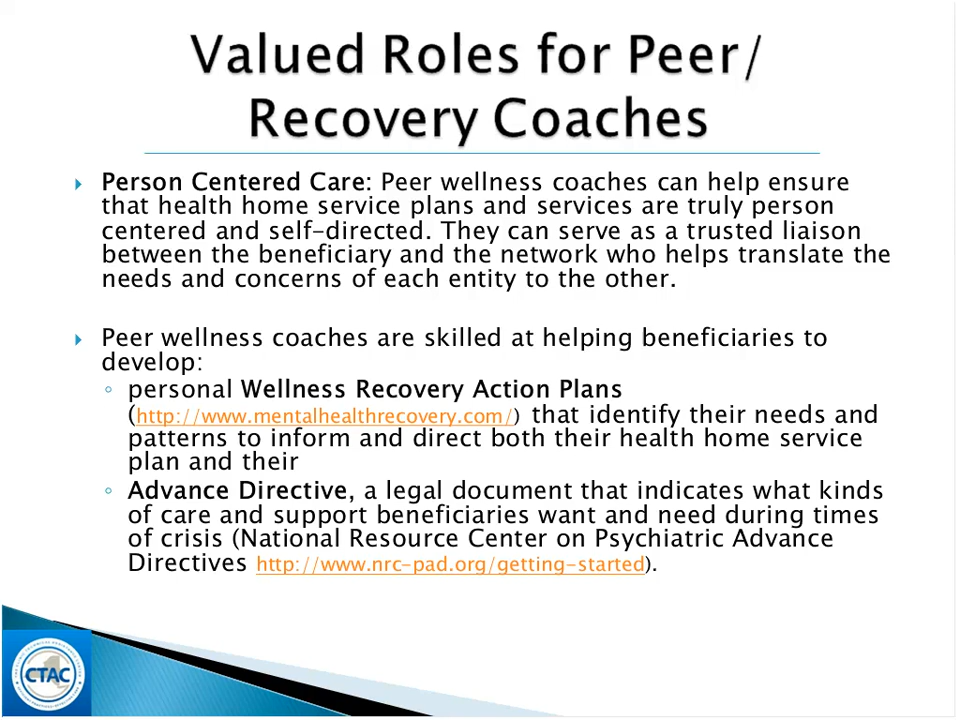 Valued Roles for Peer/
Recovery Coaches
Person Centered Care: Peer wellness coaches can help ensure
that health home service plans and services are truly person
centered and self-directed. They can serve as a trusted liaison
between the beneficiary and the network who helps translate the
needs and concerns of each entity to the other.
Peer wellness coaches are skilled at helping beneficiaries to
develop:
personal Wellness Recovery Action Plans
(http://www.mentalhealthrecovery.com/) that identify their needs and
patterns to inform and direct both their health home service
plan and their
Advance Directive, a legal document that indicates what kinds
of care and support beneficiaries want and need during times
of crisis (National Resource Center on Psychiatric Advance
Directives http://www.nrc-pad.org/getting-started).
CTAC